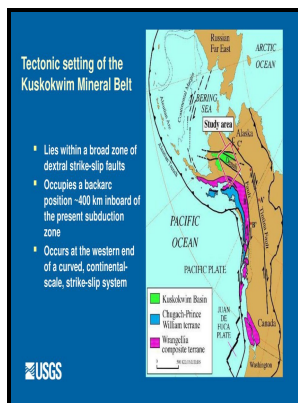 Tectonic setting of the
Kuskokwim Mineral Belt
▪ Lies within a broad zone of
dextral strike-slip faults
▪ Occupies a backarc
position ~400 km inboard of
the present subduction
zone
▪ Occurs at the western end
of a curved, continental-
scale, strike-slip system
USGS
Russian
Far East
ARCTIC
OCEAN
BERING
SEA
Study area
Alaska
PACIFIC
OCEAN
PACIFIC PLATE
JUAN
DE
FUCA
PLATE
Canada
Washington
Kuskokwim Basin
Chugach-Prince
William terrane
Wrangellia
composite terrane